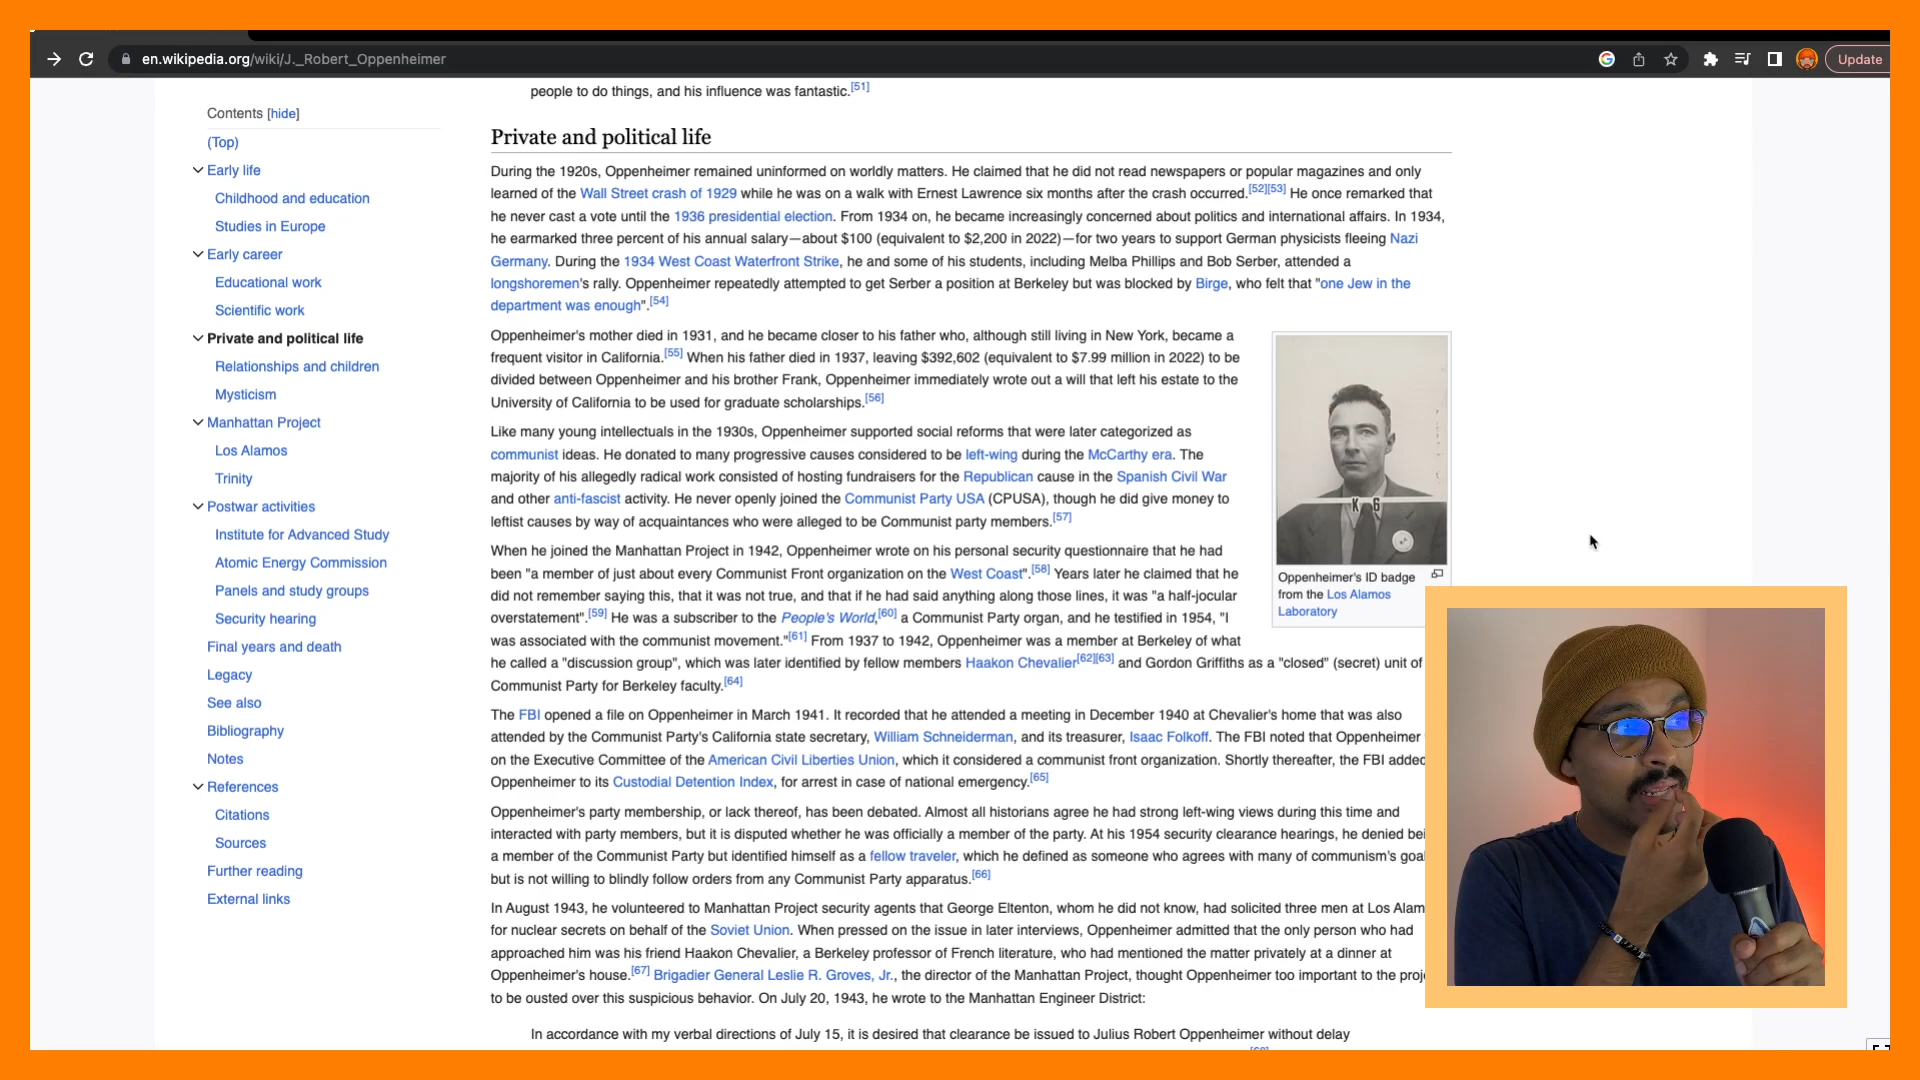 en.wikipedia.org/wiki/J._Robert_Oppenheimer
Update
Contents [hide]
(Top)
Early life
Childhood and education
Studies in Europe
Early career
Educational work
Scientific work
Private and political life
Relationships and children
Mysticism
Manhattan Project
Los Alamos
Trinity
Postwar activities
Institute for Advanced Study
Atomic Energy Commission
Panels and study groups
Security hearing
Final years and death
Legacy
See also
Bibliography
Notes
References
Citations
Sources
Further reading
External links
people to do things, and his influence was fantastic.[51]
Private and political life
During the 1920s, Oppenheimer remained uninformed on worldly matters. He claimed that he did not read newspapers or popular magazines and only
learned of the Wall Street crash of 1929 while he was on a walk with Ernest Lawrence six months after the crash occurred.[52][53] He once remarked that
he never cast a vote until the 1936 presidential election. From 1934 on, he became increasingly concerned about politics and international affairs. In 1934,
he earmarked three percent of his annual salary—about $100 (equivalent to $2,200 in 2022)—for two years to support German physicists fleeing Nazi
Germany. During the 1934 West Coast Waterfront Strike, he and some of his students, including Melba Phillips and Bob Serber, attended a
longshoremen's rally. Oppenheimer repeatedly attempted to get Serber a position at Berkeley but was blocked by Birge, who felt that "one Jew in the
department was enough".[54]
Oppenheimer's mother died in 1931, and he became closer to his father who, although still living in New York, became a
frequent visitor in California.[55] When his father died in 1937, leaving $392,602 (equivalent to $7.99 million in 2022) to be
divided between Oppenheimer and his brother Frank, Oppenheimer immediately wrote out a will that left his estate to the
University of California to be used for graduate scholarships.[56]
Like many young intellectuals in the 1930s, Oppenheimer supported social reforms that were later categorized as
communist ideas. He donated to many progressive causes considered to be left-wing during the McCarthy era. The
majority of his allegedly radical work consisted of hosting fundraisers for the Republican cause in the Spanish Civil War
and other anti-fascist activity. He never openly joined the Communist Party USA (CPUSA), though he did give money to
leftist causes by way of acquaintances who were alleged to be Communist party members.[57]
K 6
Oppenheimer's ID badge
from the Los Alamos
Laboratory
When he joined the Manhattan Project in 1942, Oppenheimer wrote on his personal security questionnaire that he had
been "a member of just about every Communist Front organization on the West Coast".[58] Years later he claimed that he
did not remember saying this, that it was not true, and that if he had said anything along those lines, it was "a half-jocular
overstatement".[59] He was a subscriber to the People's World,[60] a Communist Party organ, and he testified in 1954, "I
was associated with the communist movement."[61] From 1937 to 1942, Oppenheimer was a member at Berkeley of what
he called a "discussion group", which was later identified by fellow members Haakon Chevalier[62][63] and Gordon Griffiths as a "closed" (secret) unit of
Communist Party for Berkeley faculty.[64]
The FBI opened a file on Oppenheimer in March 1941. It recorded that he attended a meeting in December 1940 at Chevalier's home that was also
attended by the Communist Party's California state secretary, William Schneiderman, and its treasurer, Isaac Folkoff. The FBI noted that Oppenheimer
on the Executive Committee of the American Civil Liberties Union, which it considered a communist front organization. Shortly thereafter, the FBI added
Oppenheimer to its Custodial Detention Index, for arrest in case of national emergency.[65]
Oppenheimer's party membership, or lack thereof, has been debated. Almost all historians agree he had strong left-wing views during this time and
interacted with party members, but it is disputed whether he was officially a member of the party. At his 1954 security clearance hearings, he denied bei
a member of the Communist Party but identified himself as a fellow traveler, which he defined as someone who agrees with many of communism's goa
but is not willing to blindly follow orders from any Communist Party apparatus.[66]
In August 1943, he volunteered to Manhattan Project security agents that George Eltenton, whom he did not know, had solicited three men at Los Alam
for nuclear secrets on behalf of the Soviet Union. When pressed on the issue in later interviews, Oppenheimer admitted that the only person who had
approached him was his friend Haakon Chevalier, a Berkeley professor of French literature, who had mentioned the matter privately at a dinner at
Oppenheimer's house.[67] Brigadier General Leslie R. Groves, Jr., the director of the Manhattan Project, thought Oppenheimer too important to the proj
to be ousted over this suspicious behavior. On July 20, 1943, he wrote to the Manhattan Engineer District:
In accordance with my verbal directions of July 15, it is desired that clearance be issued to Julius Robert Oppenheimer without delay